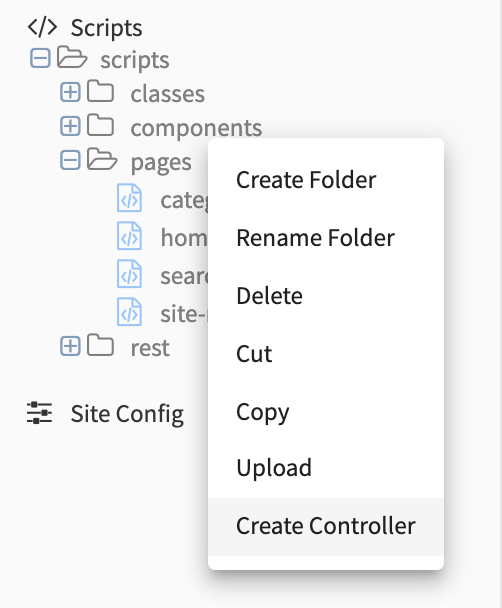 Scripts
scripts
classes
components
pages
Create Folder
Rename Folder
Delete
Cut
Copy
Upload
Create Controller
rest
Site Config